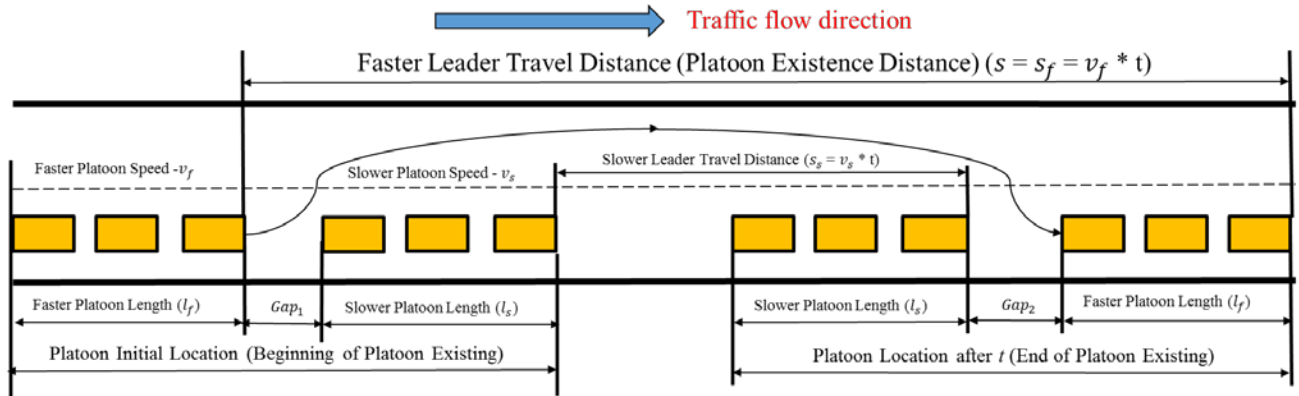 Traffic flow direction
Faster Leader Travel Distance (Platoon Existence Distance) (s = s_f = v_f * t)
Faster Platoon Speed -v_f
Slower Platoon Speed - v_s
Slower Leader Travel Distance (s_s = v_s * t)
Faster Platoon Length (l_f)
Gap₁
Slower Platoon Length (l_s)
Slower Platoon Length (l_s)
Gap₂
Faster Platoon Length (l_f)
Platoon Initial Location (Beginning of Platoon Existing)
Platoon Location after t (End of Platoon Existing)